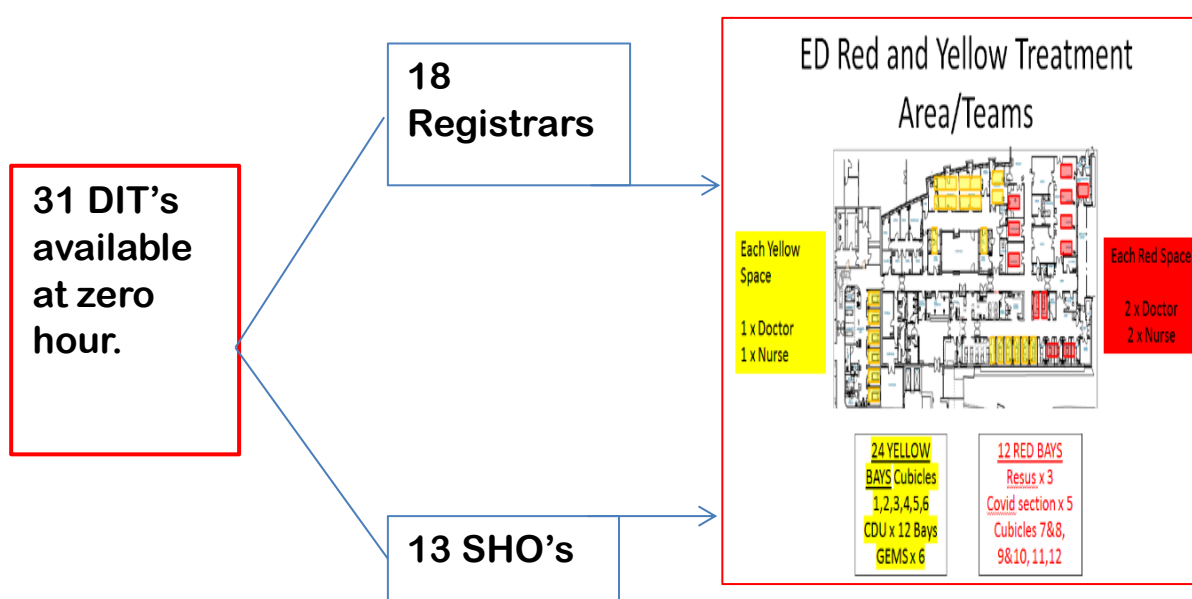 31 DIT’s
available
at zero
hour.
18
Registrars
13 SHO’s
ED Red and Yellow Treatment
Area/Teams
Each Yellow
Space
1 x Doctor
1 x Nurse
Each Red Space
2 x Doctor
2 x Nurse
24 YELLOW
BAYS Cubicles
1,2,3,4,5,6
CDU x 12 Bays
GEMS x 6
12 RED BAYS
Resus x 3
Covid section x 5
Cubicles 7&8,
9&10, 11,12